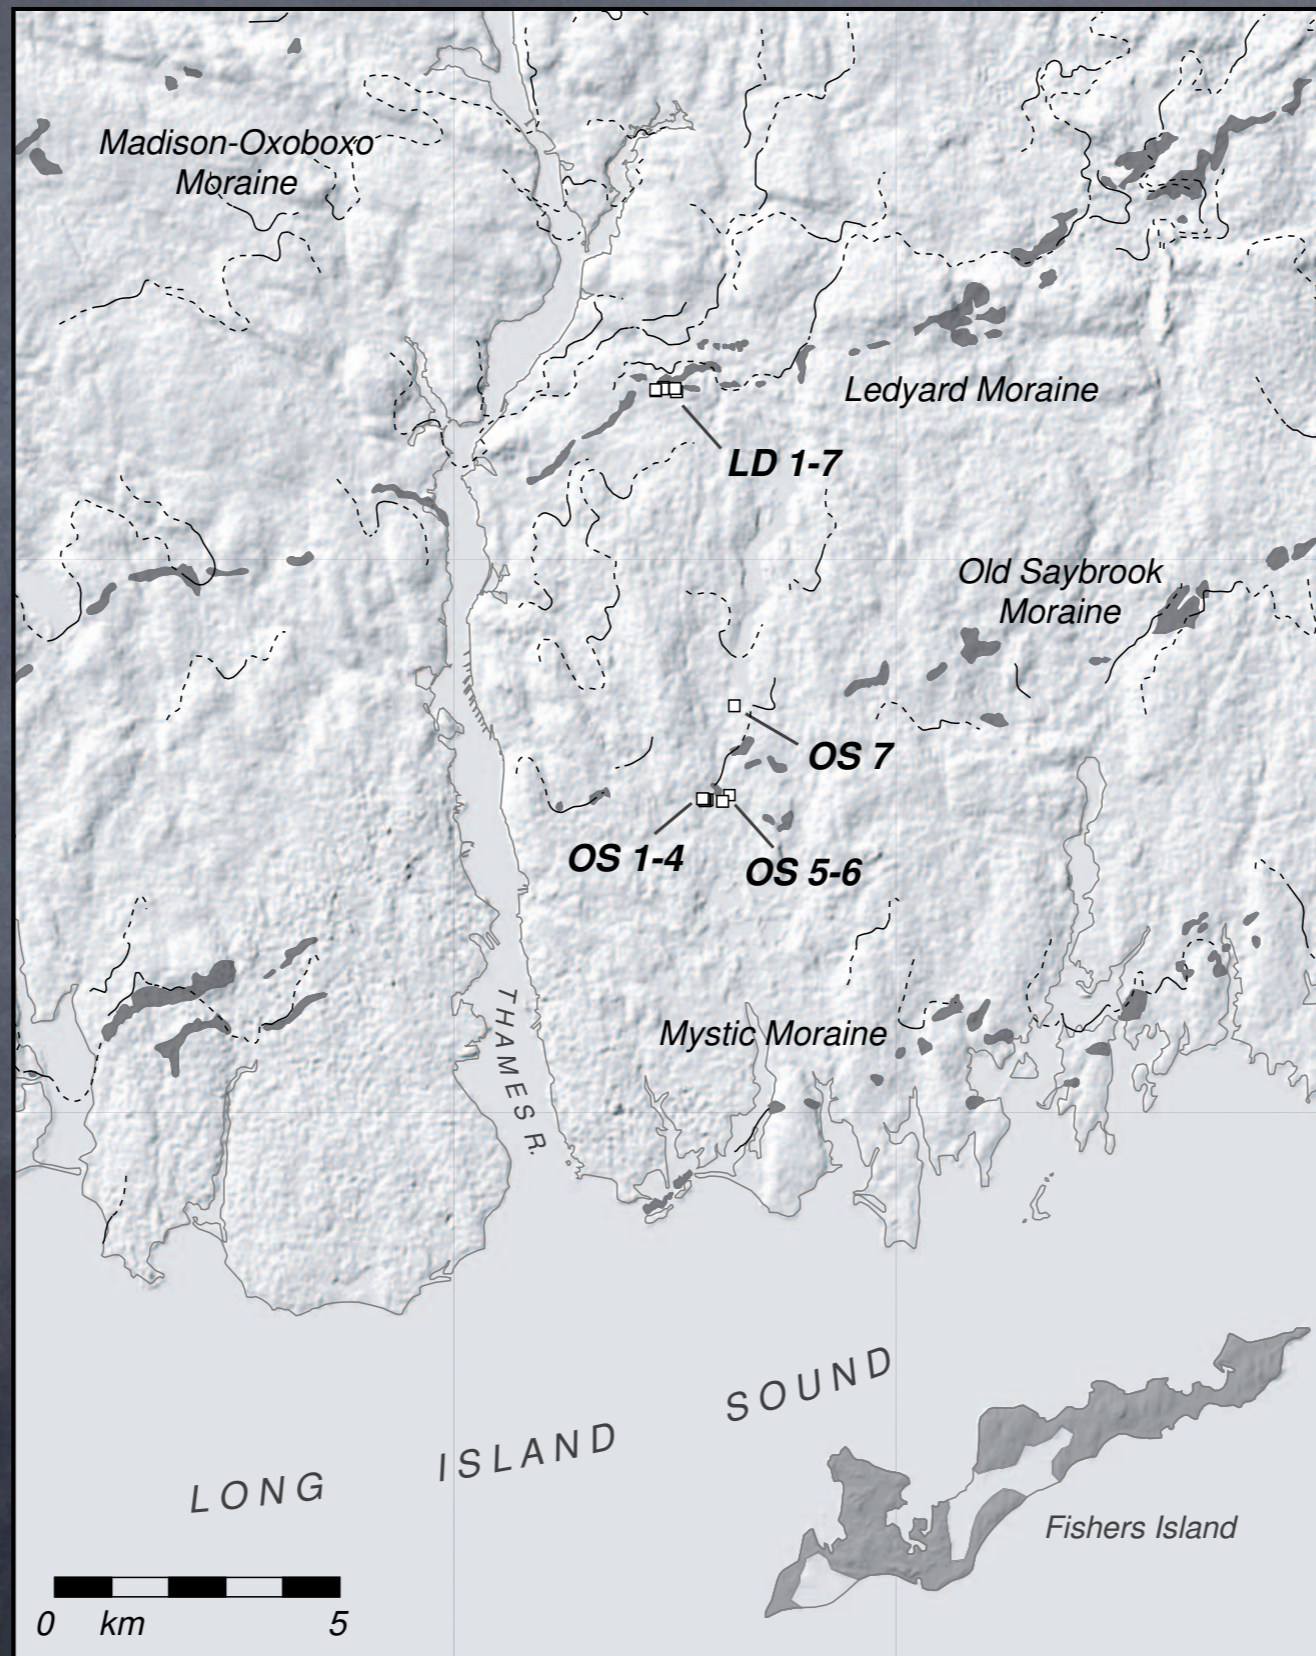 Madison-Oxoboxo
Moraine
Ledyard Moraine
LD 1-7
Old Saybrook
Moraine
OS 7
OS 1-4
OS 5-6
THAMES R.
Mystic Moraine
LONG ISLAND SOUND
Fishers Island
0 km 5